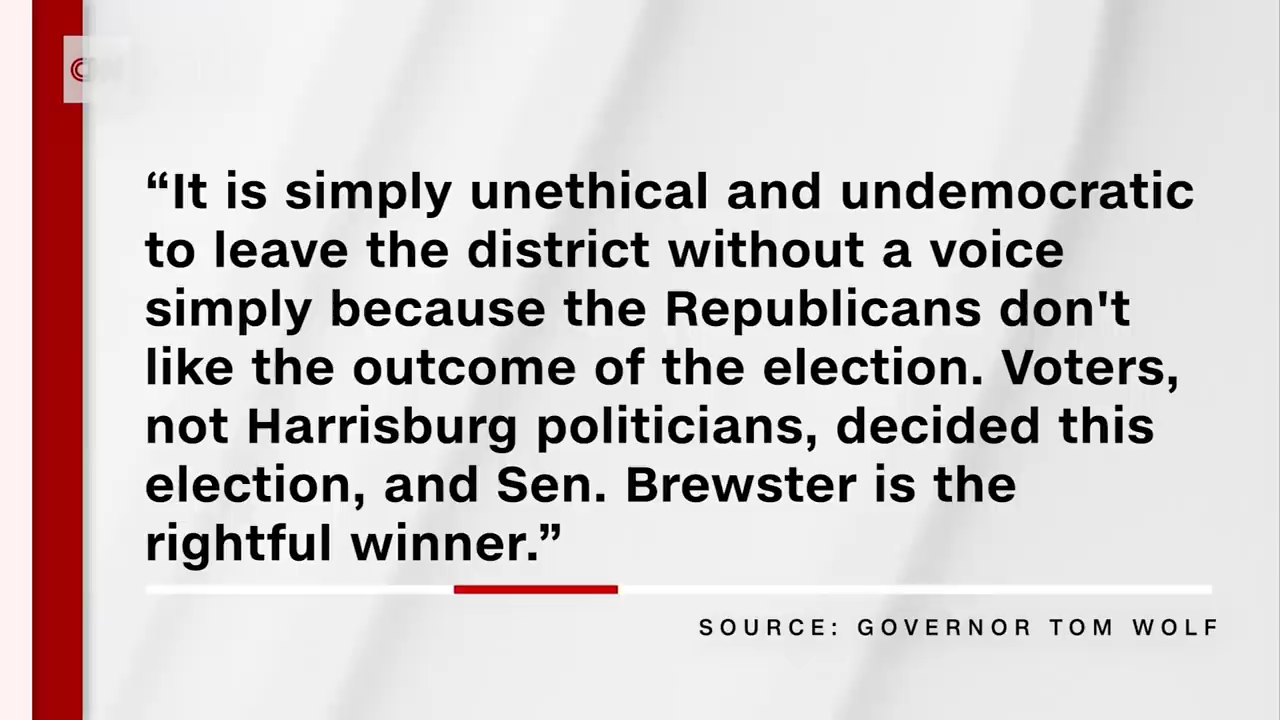 CNN
“It is simply unethical and undemocratic
to leave the district without a voice
simply because the Republicans don't
like the outcome of the election. Voters,
not Harrisburg politicians, decided this
election, and Sen. Brewster is the
rightful winner.”
SOURCE: GOVERNOR TOM WOLF